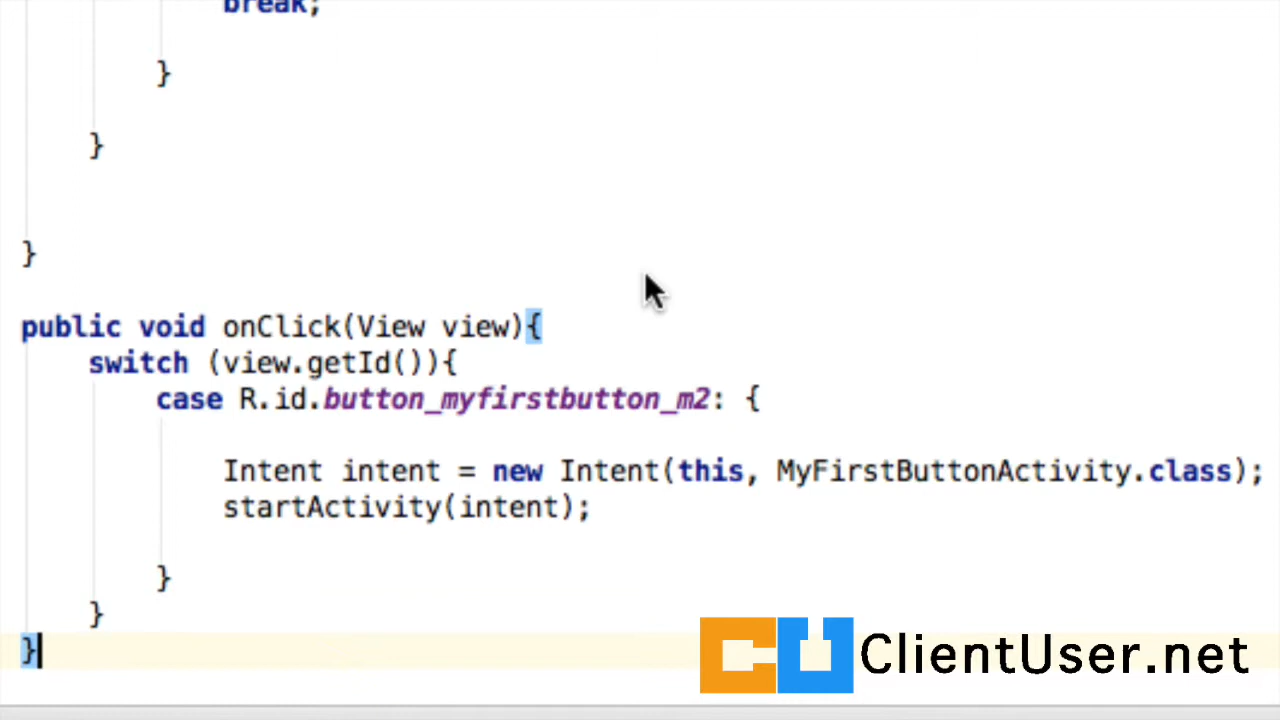 break;
}
}
}
public void onClick(View view){
switch (view.getId()){
case R.id.button_myfirstbutton_m2: {
Intent intent = new Intent(this, MyFirstButtonActivity.class);
startActivity(intent);
}
}
}
ClientUser.net